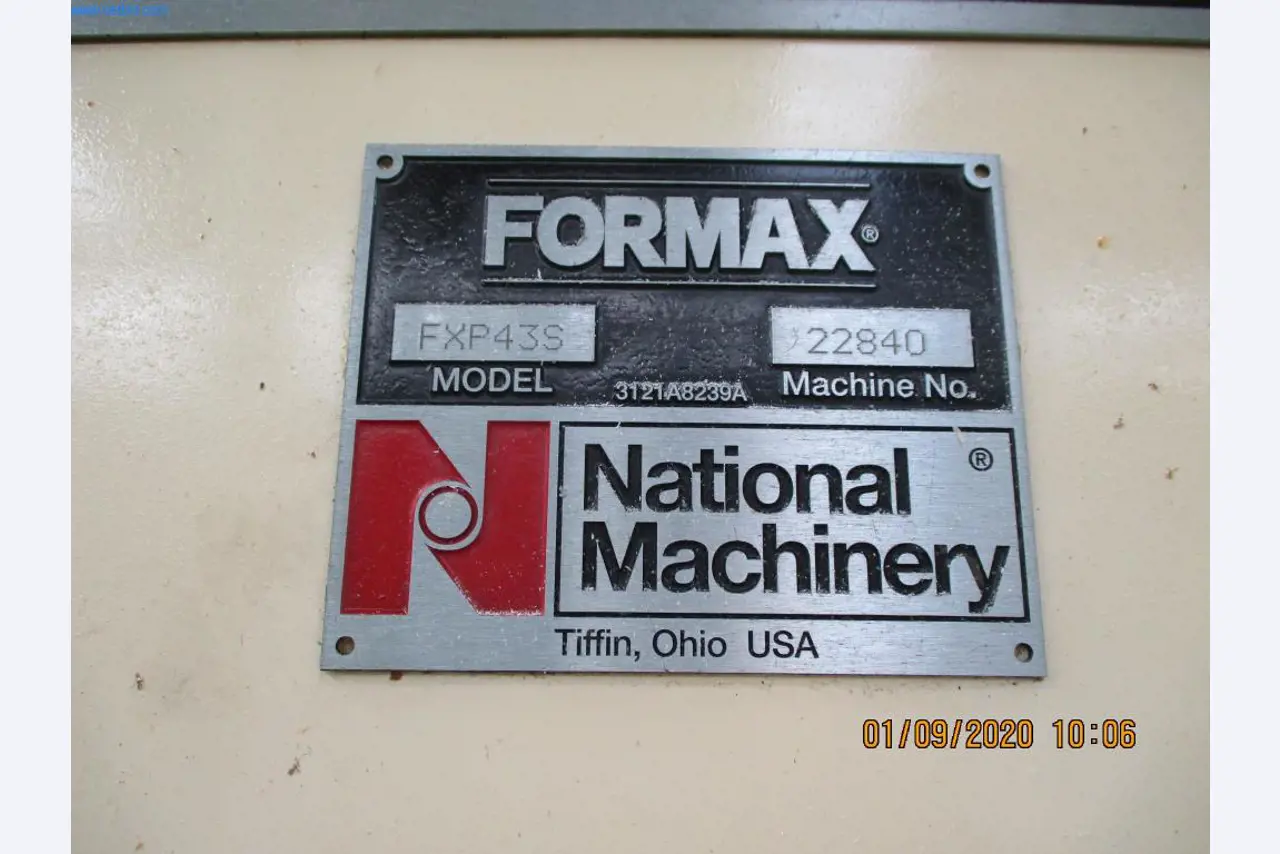 FORMAX®
FXP43S
22840
MODEL
3121A8239A
Machine No.
National ®
Machinery
Tiffin, Ohio USA
01/09/2020 10:06